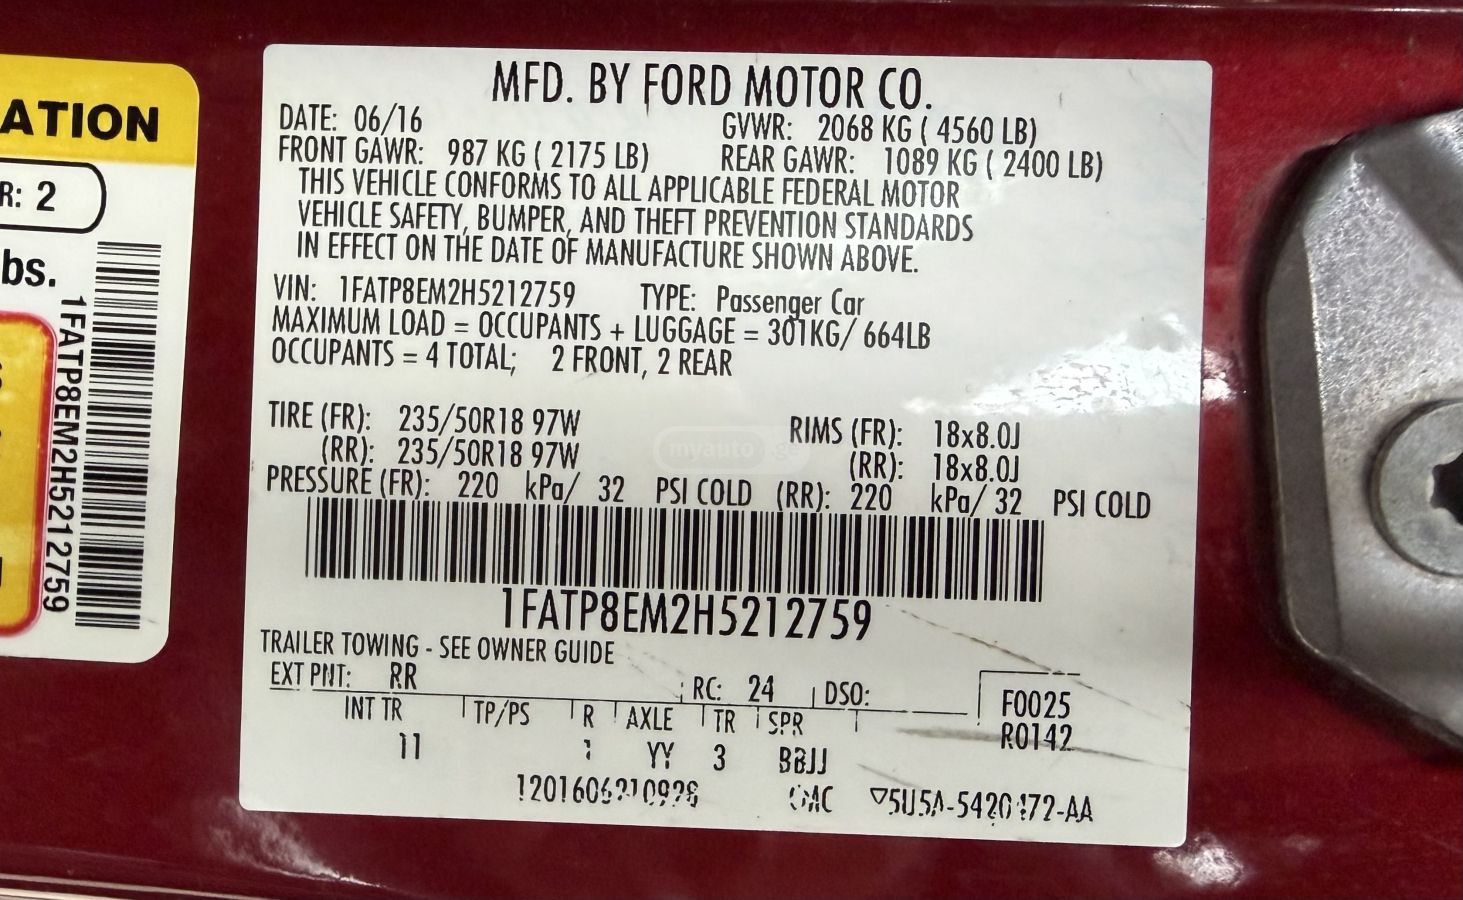 ATION
R: 2
bs.
1FATP8EM2H5212759
MFD. BY FORD MOTOR CO.
DATE: 06/16 GVWR: 2068 KG ( 4560 LB)
FRONT GAWR: 987 KG ( 2175 LB) REAR GAWR: 1089 KG ( 2400 LB)
THIS VEHICLE CONFORMS TO ALL APPLICABLE FEDERAL MOTOR
VEHICLE SAFETY, BUMPER, AND THEFT PREVENTION STANDARDS
IN EFFECT ON THE DATE OF MANUFACTURE SHOWN ABOVE.
VIN: 1FATP8EM2H5212759 TYPE: Passenger Car
MAXIMUM LOAD = OCCUPANTS + LUGGAGE = 301KG/ 664LB
OCCUPANTS = 4 TOTAL; 2 FRONT, 2 REAR
TIRE (FR): 235/50R18 97W RIMS (FR): 18x8.0J
(RR): 235/50R18 97W (RR): 18x8.0J
PRESSURE (FR): 220 kPa/ 32 PSI COLD (RR): 220 kPa/ 32 PSI COLD
myauto .ge
1FATP8EM2H5212759
TRAILER TOWING - SEE OWNER GUIDE
EXT PNT: RR RC: 24 DSO: F0025
INT TR TP/PS R AXLE TR SPR R0142
11 1 YY 3 BBJJ
5U5A-5420472-AA